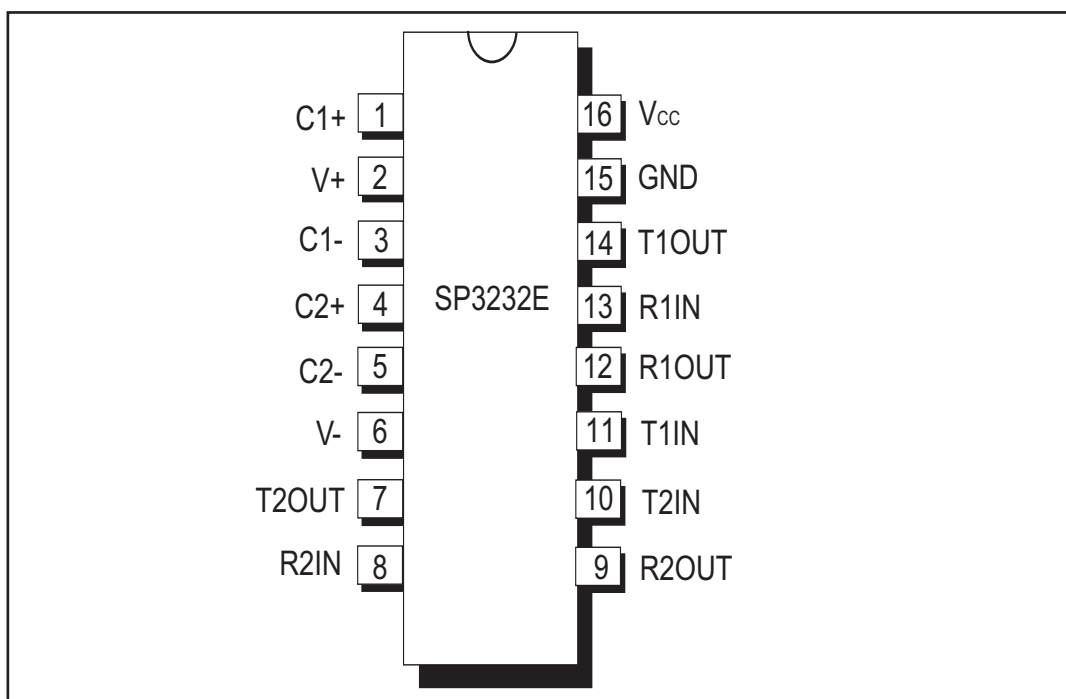 C1+ 1 16 Vcc
V+ 2 15 GND
C1- 3 14 T1OUT
C2+ 4 SP3232E 13 R1IN
C2- 5 12 R1OUT
V- 6 11 T1IN
T2OUT 7 10 T2IN
R2IN 8 9 R2OUT